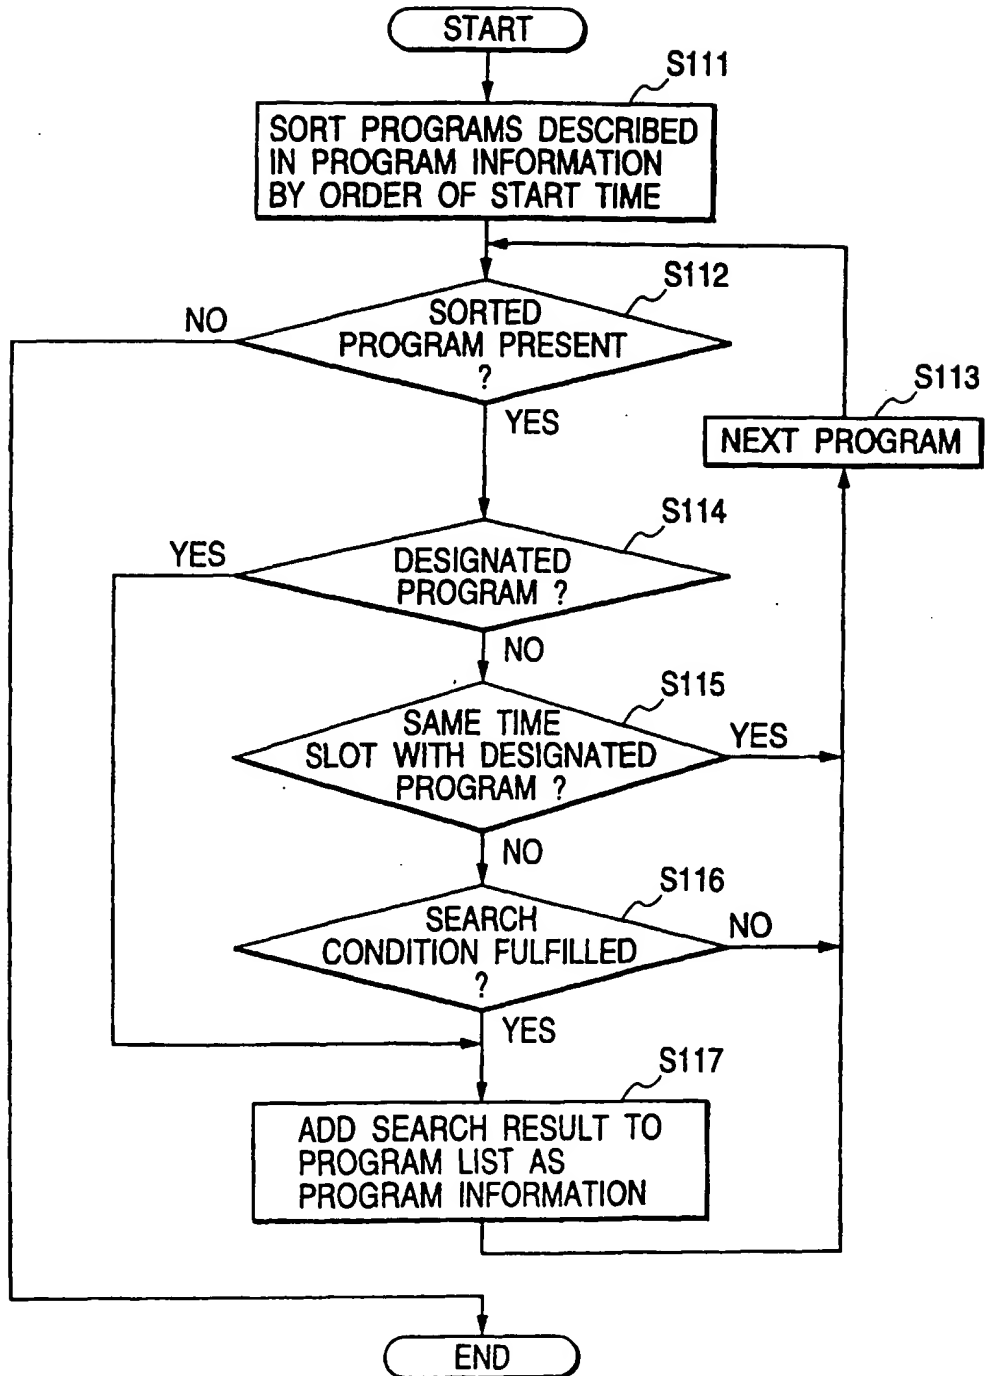 START
S111
SORT PROGRAMS DESCRIBED
IN PROGRAM INFORMATION
BY ORDER OF START TIME
S112
NO
SORTED
PROGRAM PRESENT
?
YES
S113
NEXT PROGRAM
S114
YES
DESIGNATED
PROGRAM ?
NO
S115
SAME TIME
SLOT WITH DESIGNATED
PROGRAM ?
YES
NO
S116
SEARCH
CONDITION FULFILLED
?
NO
YES
S117
ADD SEARCH RESULT TO
PROGRAM LIST AS
PROGRAM INFORMATION
END